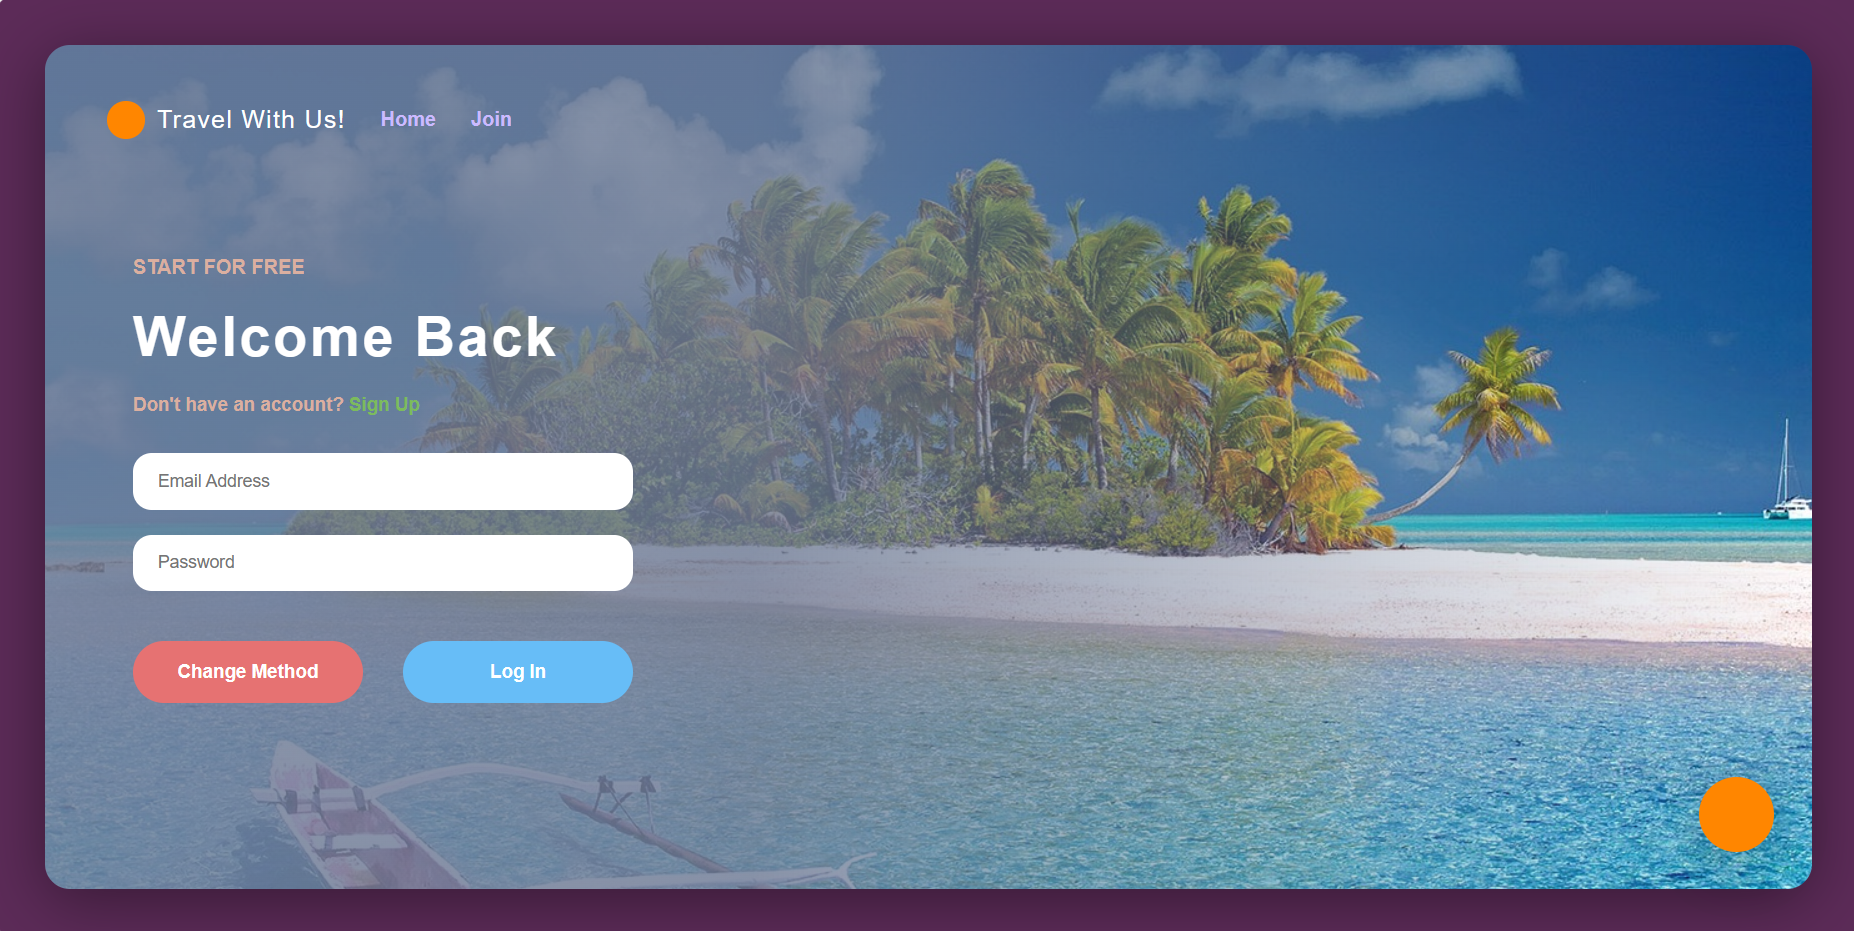 Travel With Us! Home Join
START FOR FREE
Welcome Back
Don't have an account? Sign Up
Email Address
Password
Change Method Log In